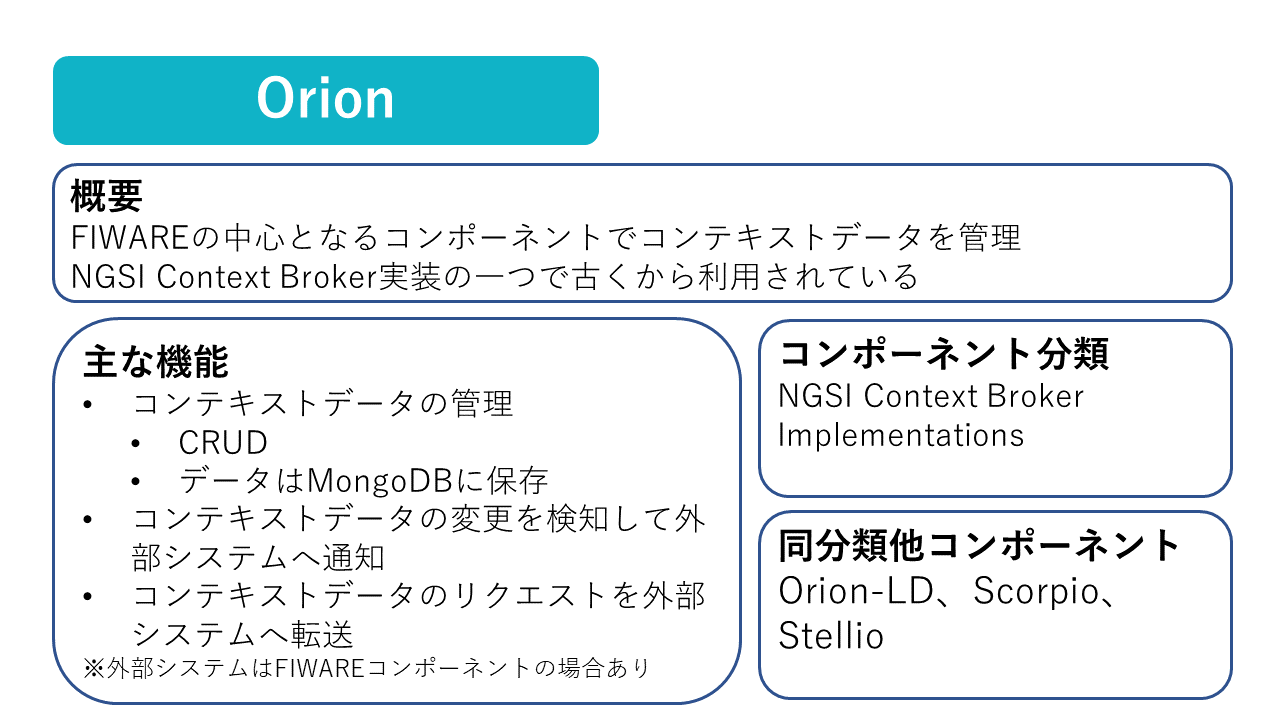 Orion
概要
FIWAREの中心となるコンポーネントでコンテキストデータを管理
NGSI Context Broker実装の一つで古くから利用されている
主な機能
• コンテキストデータの管理
• CRUD
• データはMongoDBに保存
• コンテキストデータの変更を検知して外
部システムへ通知
• コンテキストデータのリクエストを外部
システムへ転送
※外部システムはFIWAREコンポーネントの場合あり
コンポーネント分類
NGSI Context Broker
Implementations
同分類他コンポーネント
Orion-LD、Scorpio、
Stellio